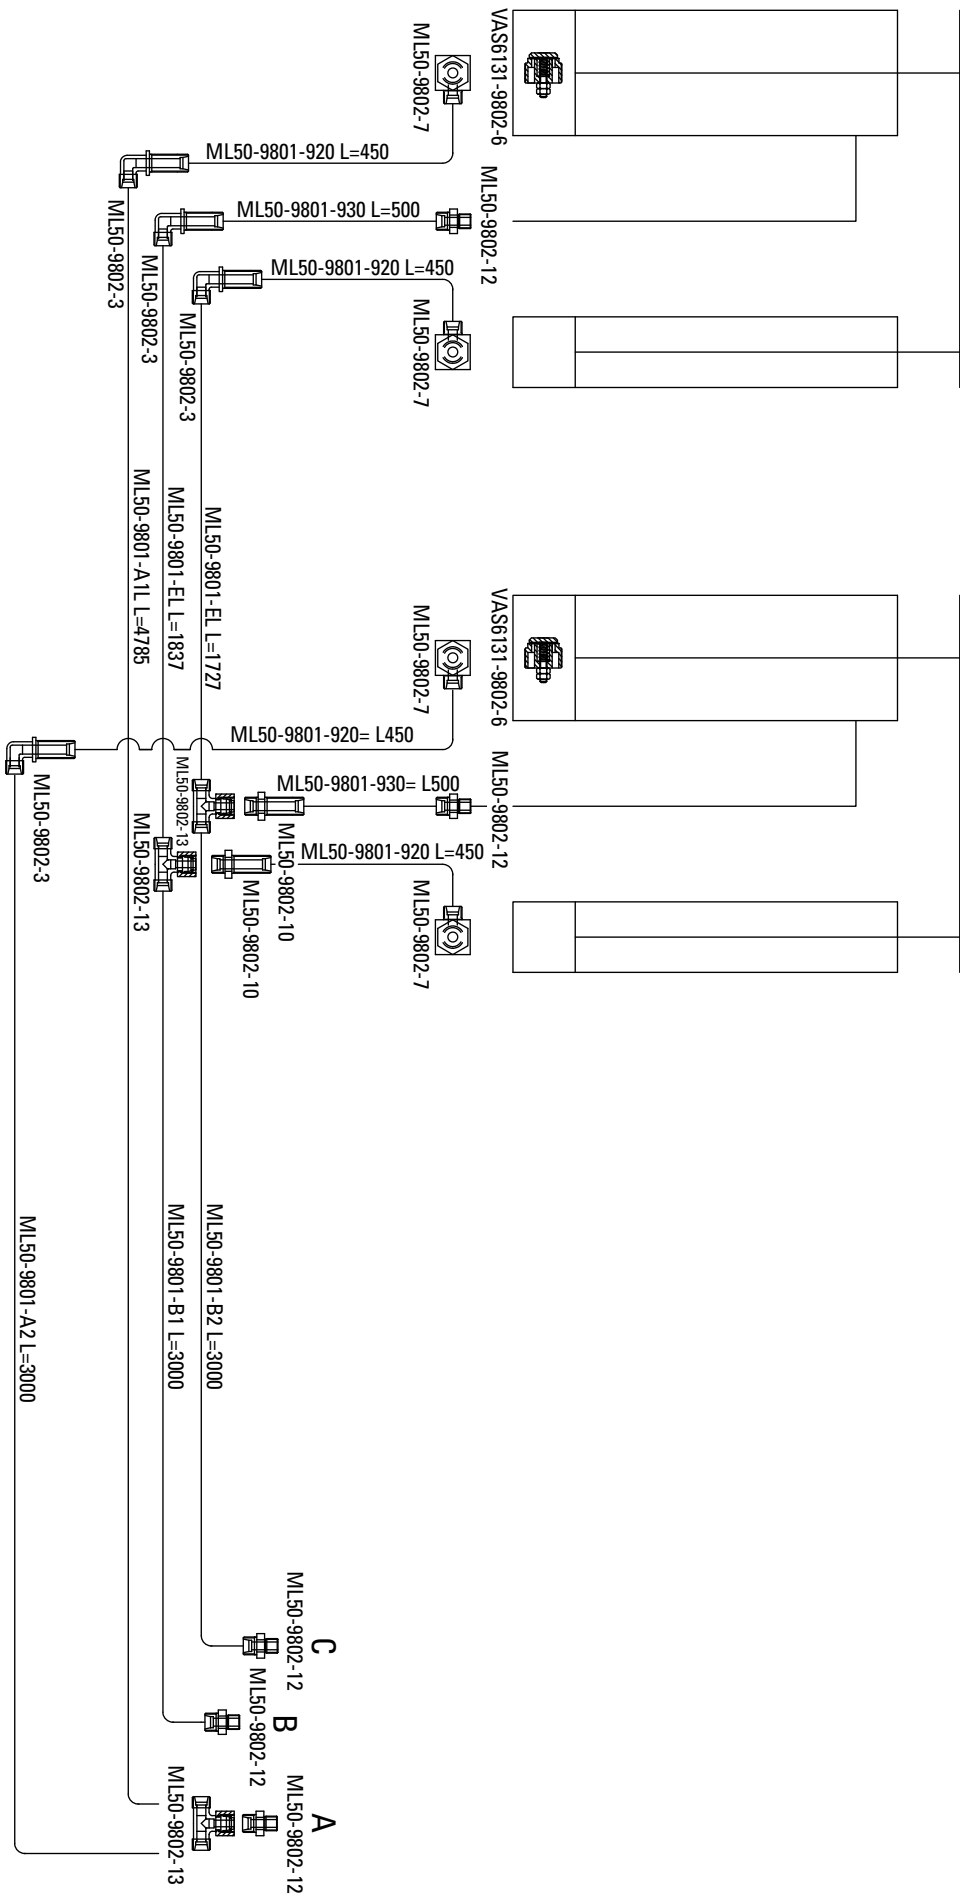 VAS6131-9802-6
ML50-9802-7
ML50-9801-920 L=450
ML50-9802-3
ML50-9802-12
ML50-9801-930 L=500
ML50-9802-3
ML50-9801-920 L=450
ML50-9802-7
ML50-9802-3
ML50-9801-A1L L=4785
ML50-9801-EL L=1837
ML50-9801-EL L=1727
VAS6131-9802-6
ML50-9802-7
ML50-9801-920= L450
ML50-9802-3
ML50-9802-12
ML50-9801-930= L500
ML50-9802-13
ML50-9802-13
ML50-9802-10
ML50-9801-920 L=450
ML50-9802-10
ML50-9802-7
ML50-9801-B2 L=3000
ML50-9801-B1 L=3000
ML50-9801-A2 L=3000
C
ML50-9802-12
B
ML50-9802-12
A
ML50-9802-12
ML50-9802-13